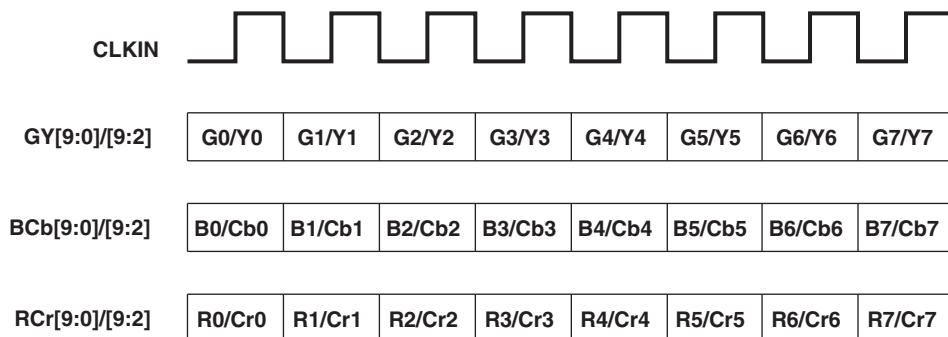 CLKIN
GY[9:0]/[9:2] G0/Y0 G1/Y1 G2/Y2 G3/Y3 G4/Y4 G5/Y5 G6/Y6 G7/Y7
BCb[9:0]/[9:2] B0/Cb0 B1/Cb1 B2/Cb2 B3/Cb3 B4/Cb4 B5/Cb5 B6/Cb6 B7/Cb7
RCr[9:0]/[9:2] R0/Cr0 R1/Cr1 R2/Cr2 R3/Cr3 R4/Cr4 R5/Cr5 R6/Cr6 R7/Cr7